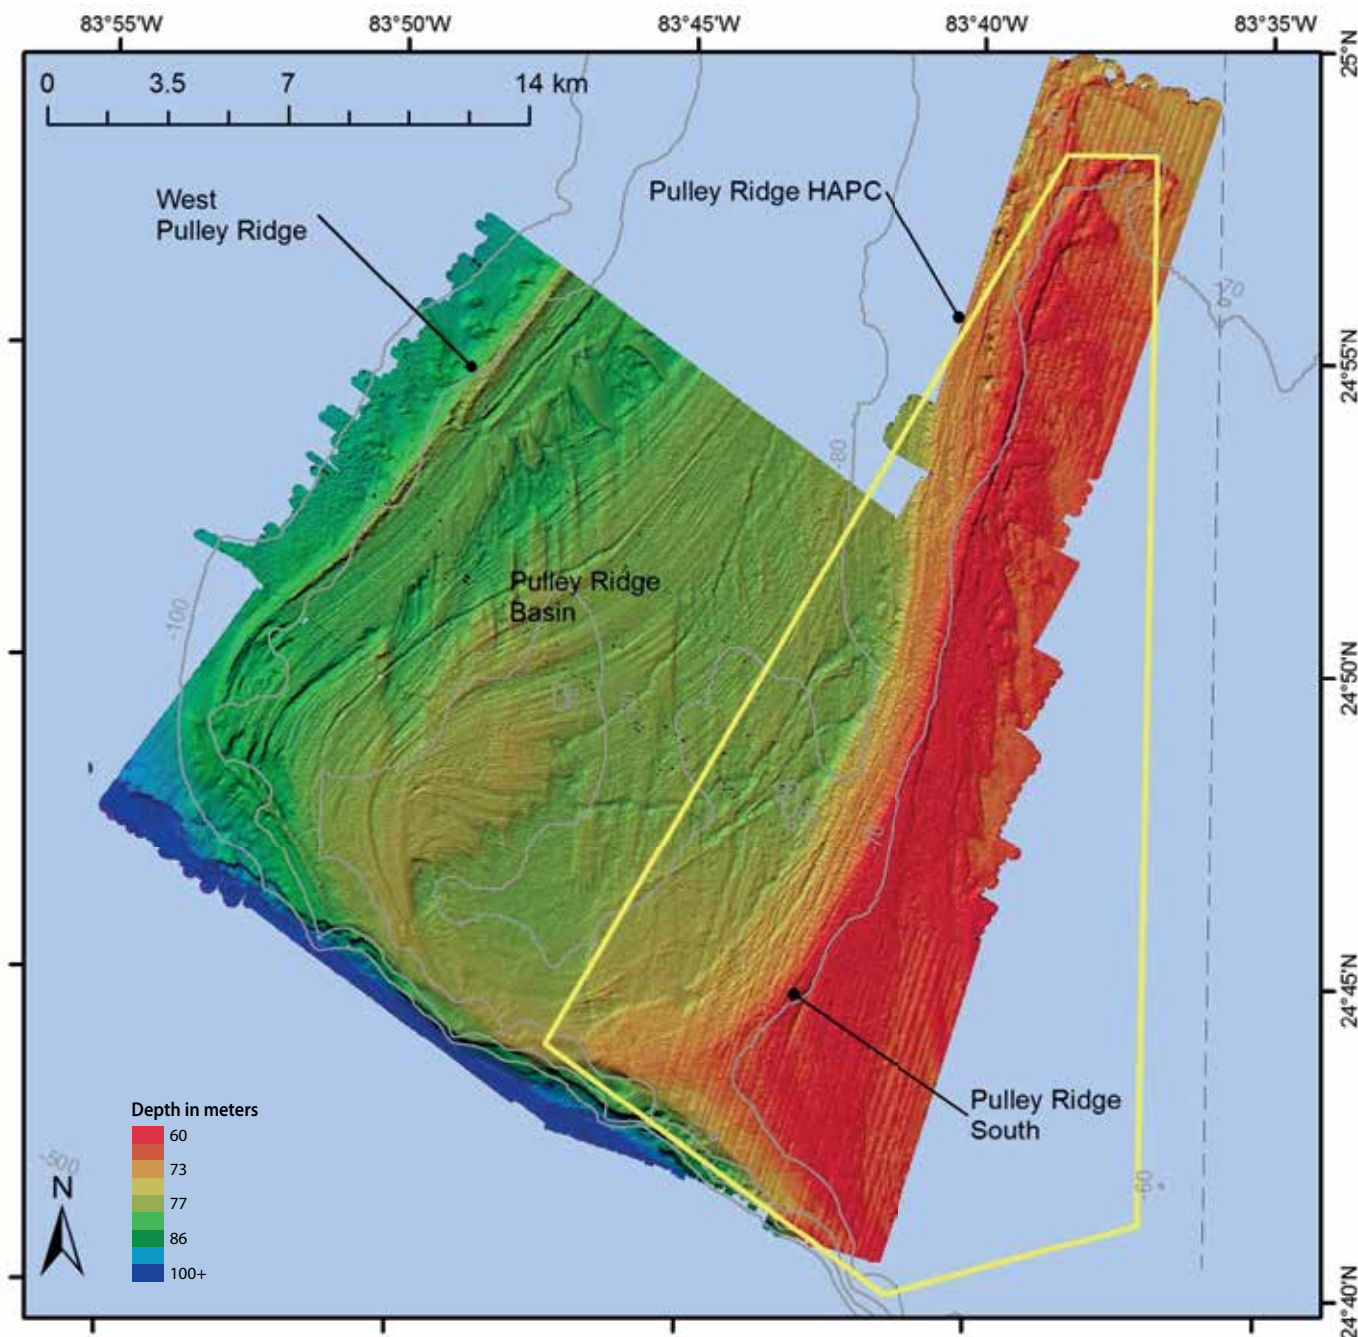 83°55'W 83°50'W 83°45'W 83°40'W 83°35'W
25°N
0 3.5 7 14 km
West
Pulley Ridge
Pulley Ridge HAPC
-70
24°55'N
-80
Pulley Ridge
Basin
-100
24°50'N
-70
24°45'N
Pulley Ridge
South
Depth in meters
60
73
77
86
100+
-500
N
-60
24°40'N